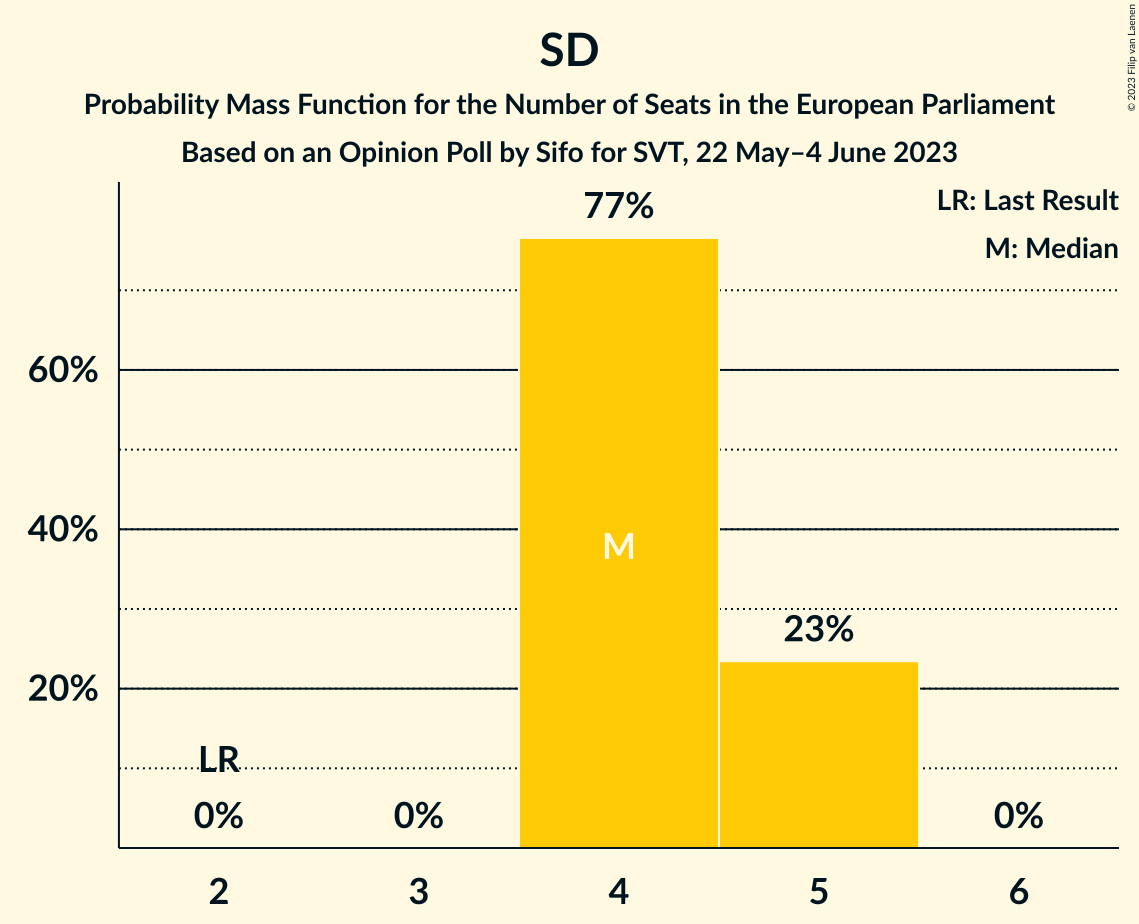 SD
Probability Mass Function for the Number of Seats in the European Parliament
Based on an Opinion Poll by Sifo for SVT, 22 May–4 June 2023
© 2023 Filip van Laenen
LR: Last Result
M: Median
77%
60%
40%
M
23%
20%
LR
0%
0%
0%
2
3
4
5
6